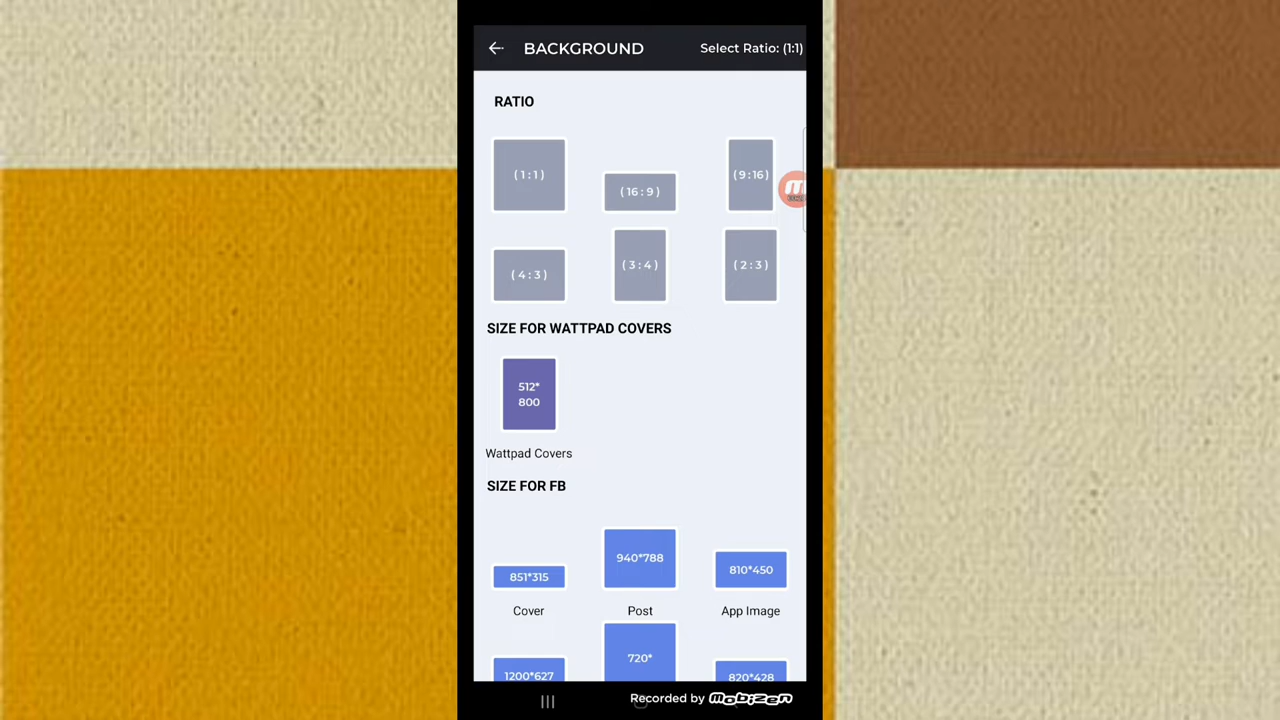 BACKGROUND
Select Ratio: (1:1)
RATIO
(1:1)
(16:9)
(9:16)
(4:3)
(3:4)
(2:3)
SIZE FOR WATTPAD COVERS
512*
800
Wattpad Covers
SIZE FOR FB
851*315
940*788
810*450
Cover
Post
App Image
1200*627
720*
820*428
Recorded by mobizen